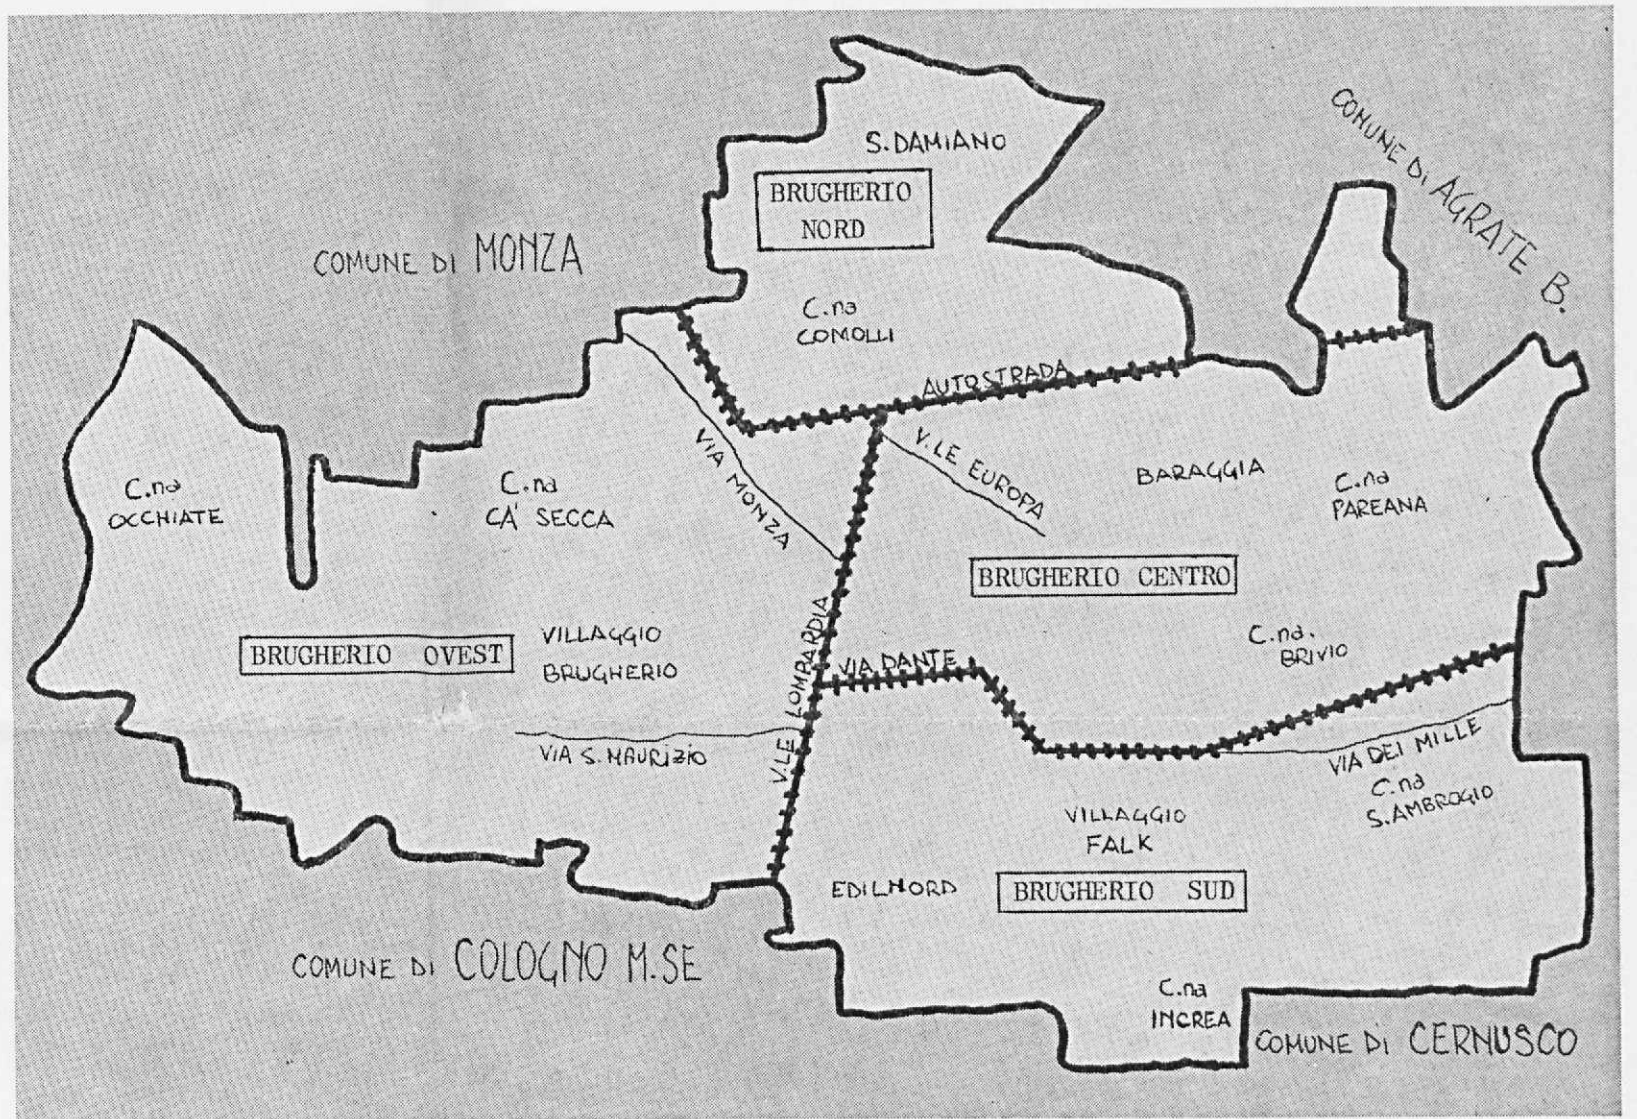 S. DAMIANO
BRUGHERIO
NORD
COMUNE DI AGRATE B.
COMUNE DI MONZA
C.na
COMOLLI
AUTOSTRADA
VIA MONZA
V.LE EUROPA
BARAGGIA
C.na
PAREANA
C.na
OCCHIATE
C.na
CA' SECCA
BRUGHERIO CENTRO
BRUGHERIO OVEST
VILLAGGIO
BRUGHERIO
V.LE LOMBARDIA
VIA DANTE
C.na.
BRIVIO
VIA S. MAURIZIO
VIA DEI MILLE
C.na
S. AMBROGIO
VILLAGGIO
FALK
EDILNORD
BRUGHERIO SUD
COMUNE DI COLOGNO M.SE
C.na
INCREA
COMUNE DI CERNUSCO